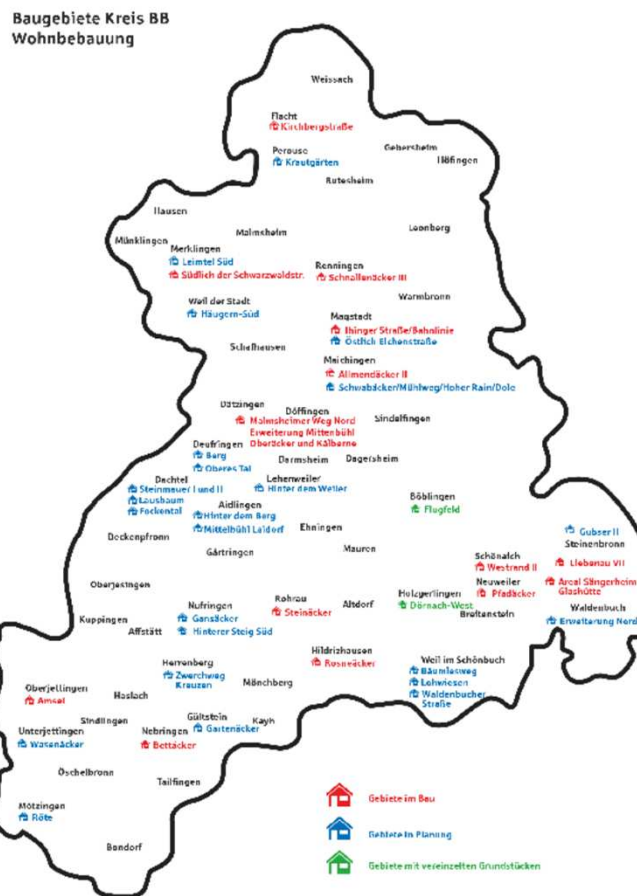 Baugebiete Kreis BB
Wohnbebauung
Weissach
Flacht
Kirchbergstraße
Perouse
Krautgärten
Gebersheim
Höfingen
Rutesheim
Hausen
Münklingen
Malmsheim
Leonberg
Merklingen
Leimtel Süd
Südlich der Schwarzwaldstr.
Renningen
Schnallenäcker III
Weil der Stadt
Häugern-Süd
Warmbronn
Magstadt
Ihinger Straße/Bahnlinie
Östlich Eichenstraße
Schafhausen
Maichingen
Allmendäcker II
Schwabäcker/Mühlweg/Hoher Rain/Dole
Dätzingen
Döffingen
Malmsheimer Weg Nord
Erweiterung Mittenbühl
Oberäcker und Kälberne
Sindelfingen
Deufringen
Berg
Oberes Tal
Darmsheim
Dagersheim
Dachtel
Steinmauer I und II
Lausbaum
Fockental
Lehenweiler
Hinter dem Weiler
Aidlingen
Hinter dem Berg
Mittelbühl Laidorf
Böblingen
Flugfeld
Ehningen
Deckenpfronn
Gärtringen
Mauren
Gubser II
Steinenbronn
Liebenau VII
Schönaich
Westrand II
Neuweiler
Pfadäcker
Areal Sängerheim
Glashütte
Waldenbuch
Erweiterung Nord
Oberjesingen
Kuppingen
Affstätt
Nufringen
Gansäcker
Hinterer Steig Süd
Rohrau
Steinäcker
Altdorf
Holzgerlingen
Dörnach-West
Breitenstein
Hildrizhausen
Rosneäcker
Weil im Schönbuch
Bäumlesweg
Lohwiesen
Waldenbucher
Straße
Herrenberg
Zwerchweg
Kreuzen
Mönchberg
Oberjettingen
Amsel
Haslach
Sindlingen
Unterjettingen
Wasenäcker
Nebringen
Bettäcker
Gültstein
Gartenäcker
Kayh
Öschelbronn
Tailfingen
Mötzingen
Röte
Bondorf
Gebiete im Bau
Gebiete in Planung
Gebiete mit vereinzelten Grundstücken